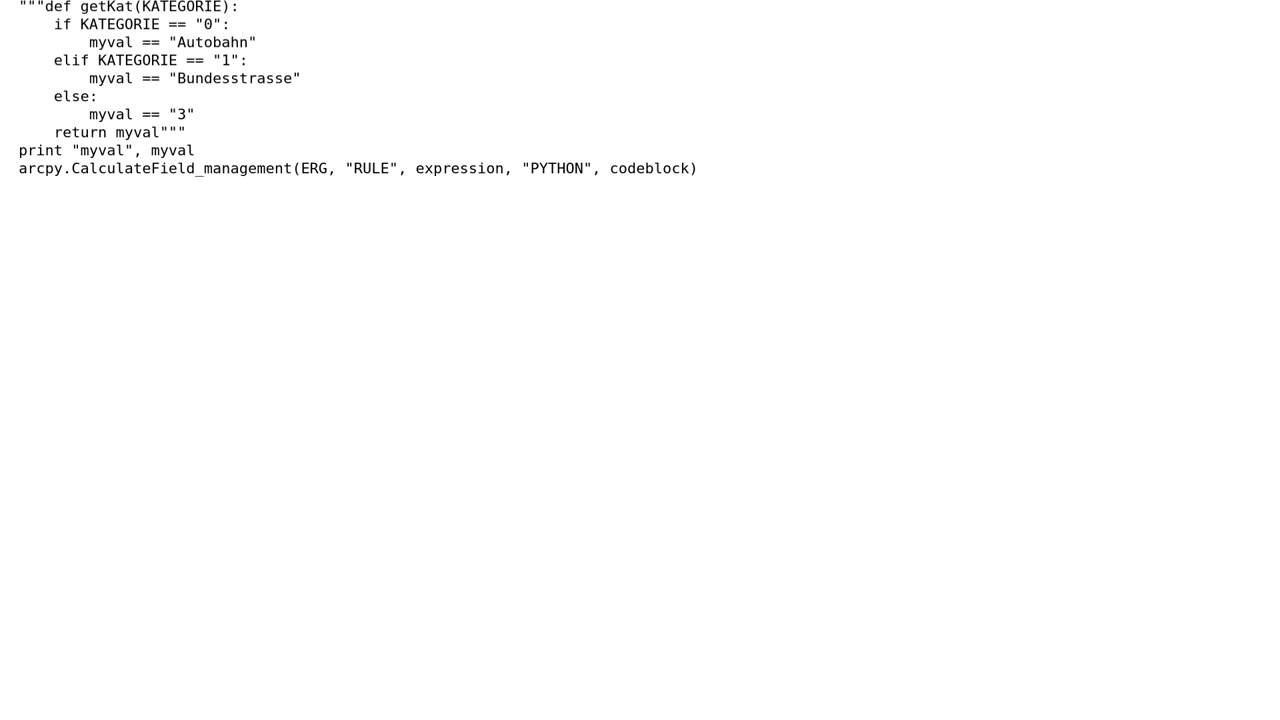 """def getKat(KATEGORIE):
    if KATEGORIE == "0":
        myval == "Autobahn"
    elif KATEGORIE == "1":
        myval == "Bundesstrasse"
    else:
        myval == "3"
    return myval"""
print "myval", myval
arcpy.CalculateField_management(ERG, "RULE", expression, "PYTHON", codeblock)